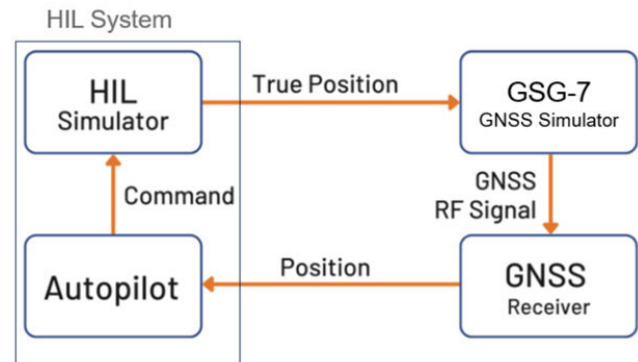 HIL System
HIL
Simulator
True Position
GSG-7
GNSS Simulator
Command
GNSS
RF Signal
Autopilot
Position
GNSS
Receiver